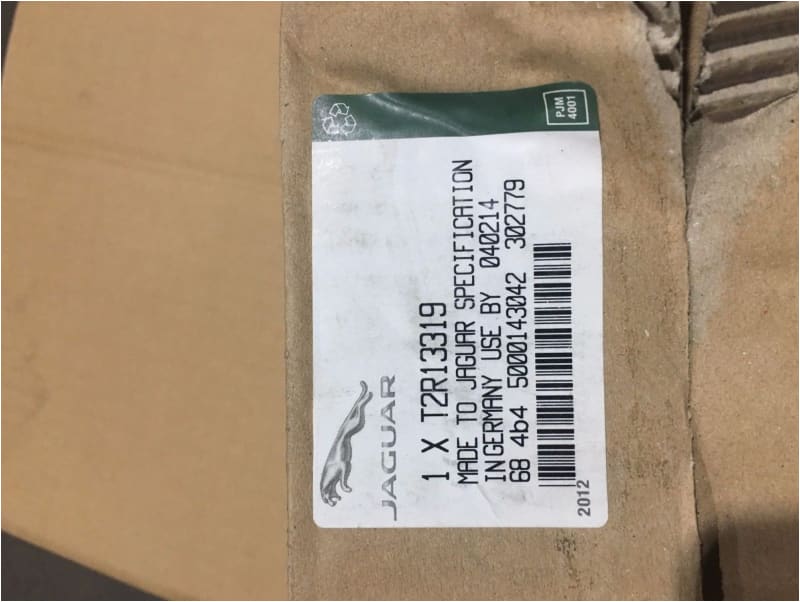 PJM
4001
JAGUAR
1 X T2R13319
MADE TO JAGUAR SPECIFICATION
IN GERMANY USE BY 040214
68 4b4 5000143042 302779
2012